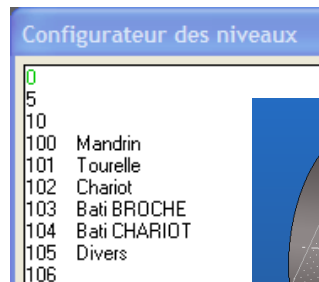 Configurateur des niveaux
0
5
10
100 Mandrin
101 Tourelle
102 Chariot
103 Bati BROCHE
104 Bati CHARIOT
105 Divers
106